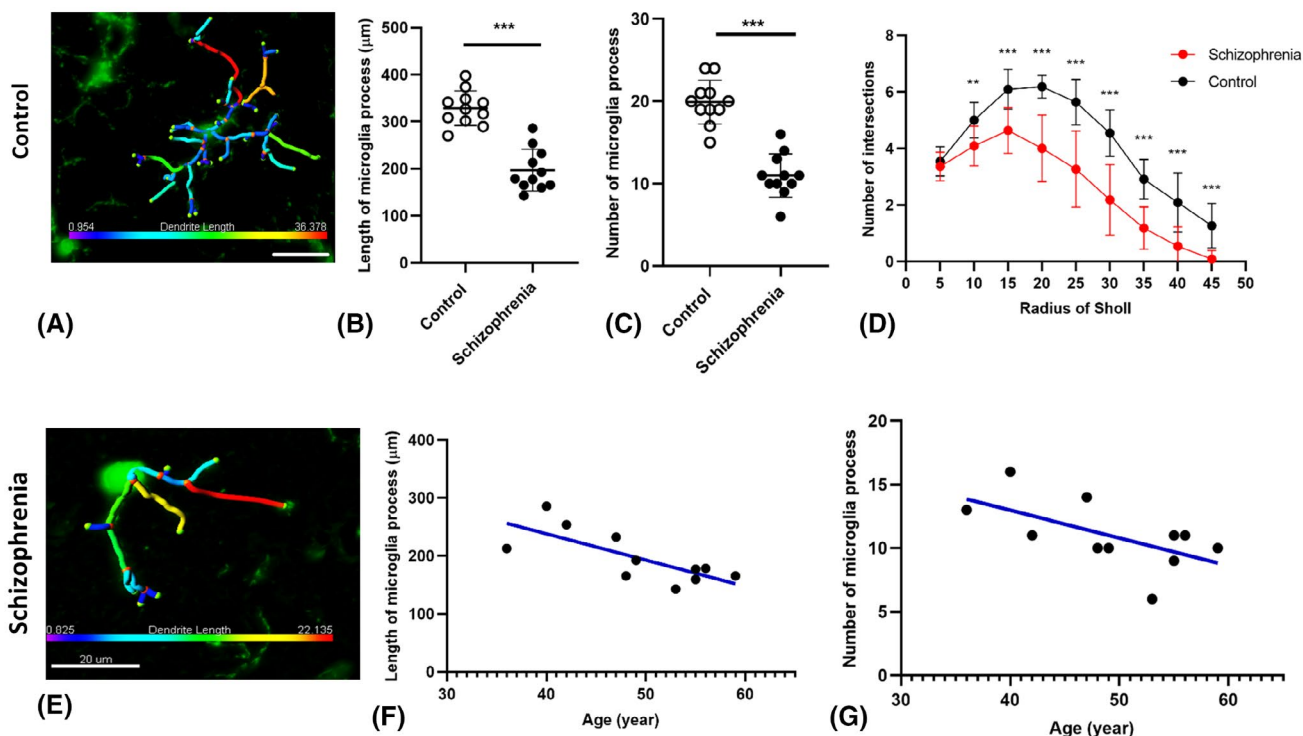 Control
0.954 Dendrite Length 36.378
(A)
500
400
300
200
100
0
Length of microglia process (μm)
***
Control
Schizophrenia
(B)
30
20
10
0
Number of microglia process
***
Control
Schizophrenia
(C)
8
6
4
2
0
Number of intersections
** *** *** *** *** *** *** ***
Schizophrenia
Control
0 5 10 15 20 25 30 35 40 45 50
Radius of Sholl
(D)
Schizophrenia
0.825 Dendrite Length 22.135
20 um
(E)
400
300
200
100
0
Length of microglia process (μm)
30 40 50 60
Age (year)
(F)
20
15
10
5
0
Number of microglia process
30 40 50 60
Age (year)
(G)